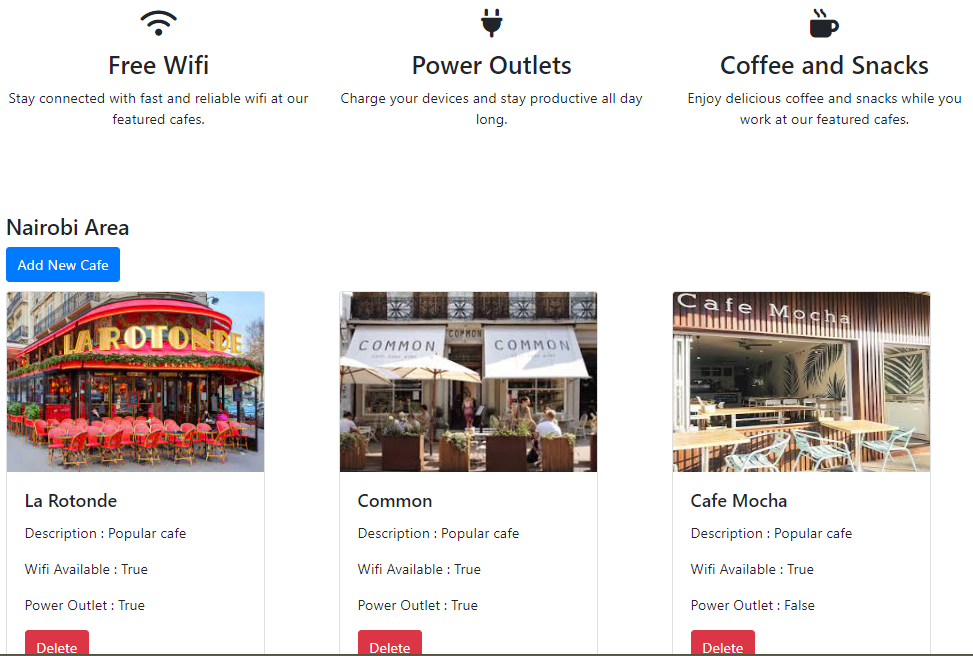 Free Wifi
Stay connected with fast and reliable wifi at our
featured cafes.
Power Outlets
Charge your devices and stay productive all day
long.
Coffee and Snacks
Enjoy delicious coffee and snacks while you
work at our featured cafes.
Nairobi Area
Add New Cafe
LA ROTONDE
COMMON
COMMON
COMMON
Cafe Mocha
La Rotonde
Description : Popular cafe
Wifi Available : True
Power Outlet : True
Delete
Common
Description : Popular cafe
Wifi Available : True
Power Outlet : True
Delete
Cafe Mocha
Description : Popular cafe
Wifi Available : True
Power Outlet : False
Delete